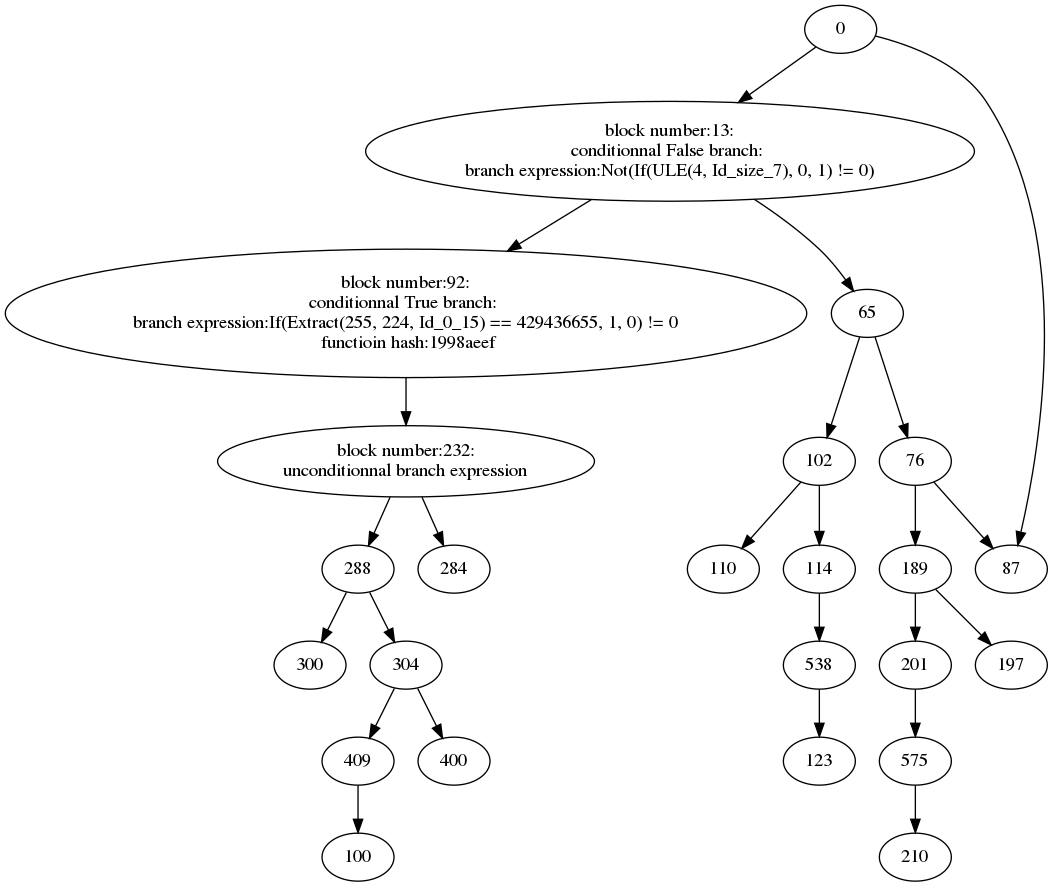 0
block number:13:
conditionnal False branch:
branch expression:Not(If(ULE(4, Id_size_7), 0, 1) != 0)
block number:92:
conditionnal True branch:
branch expression:If(Extract(255, 224, Id_0_15) == 429436655, 1, 0) != 0
functioin hash:1998aeef
65
block number:232:
unconditionnal branch expression
102
76
288
284
110
114
189
87
300
304
538
201
197
409
400
123
575
100
210